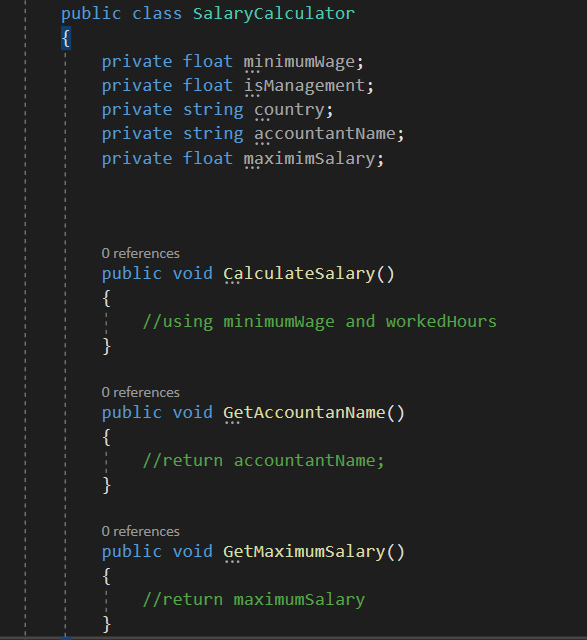 public class SalaryCalculator
{
private float minimumWage;
private float isManagement;
private string country;
private string accountantName;
private float maximimSalary;
0 references
public void CalculateSalary()
{
//using minimumWage and workedHours
}
0 references
public void GetAccountanName()
{
//return accountantName;
}
0 references
public void GetMaximumSalary()
{
//return maximumSalary
}